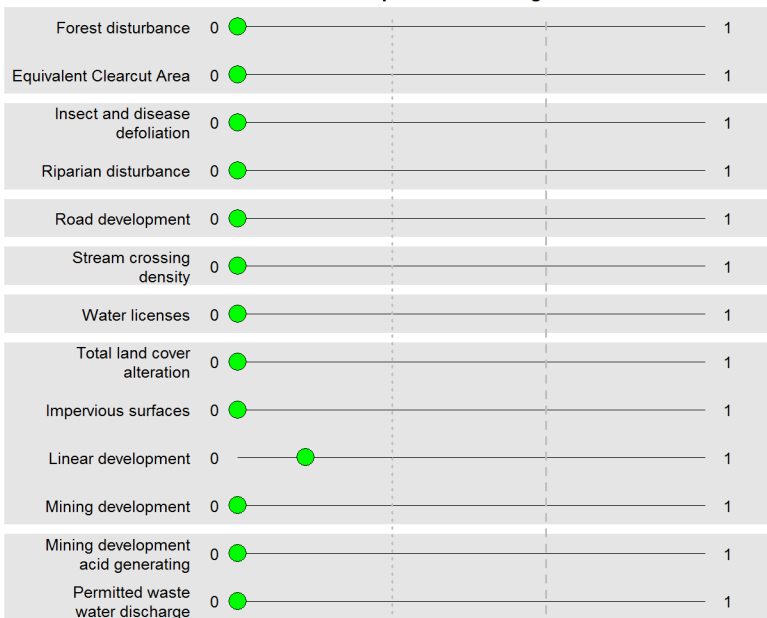 Forest disturbance 0 1
Equivalent Clearcut Area 0 1
Insect and disease
defoliation 0 1
Riparian disturbance 0 1
Road development 0 1
Stream crossing
density 0 1
Water licenses 0 1
Total land cover
alteration 0 1
Impervious surfaces 0 1
Linear development 0 1
Mining development 0 1
Mining development
acid generating 0 1
Permitted waste
water discharge 0 1